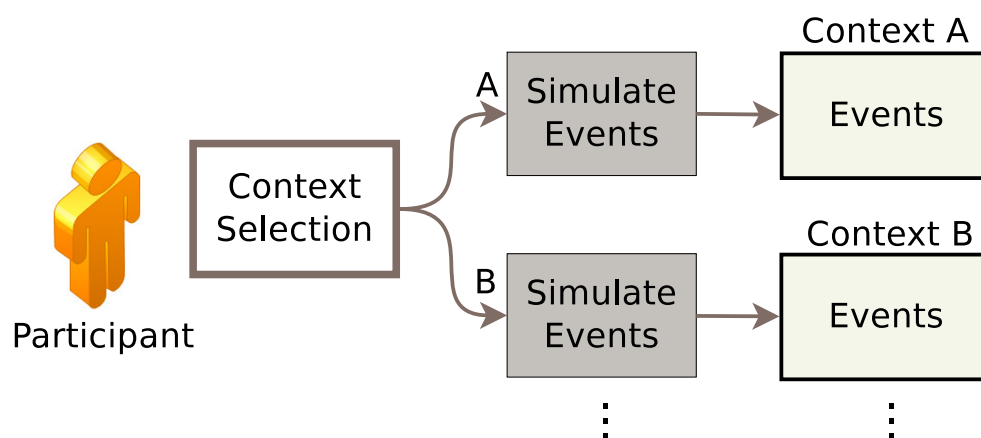 Context A
A
Simulate
Events
Events
Context
Selection
Participant
Context B
B
Simulate
Events
Events